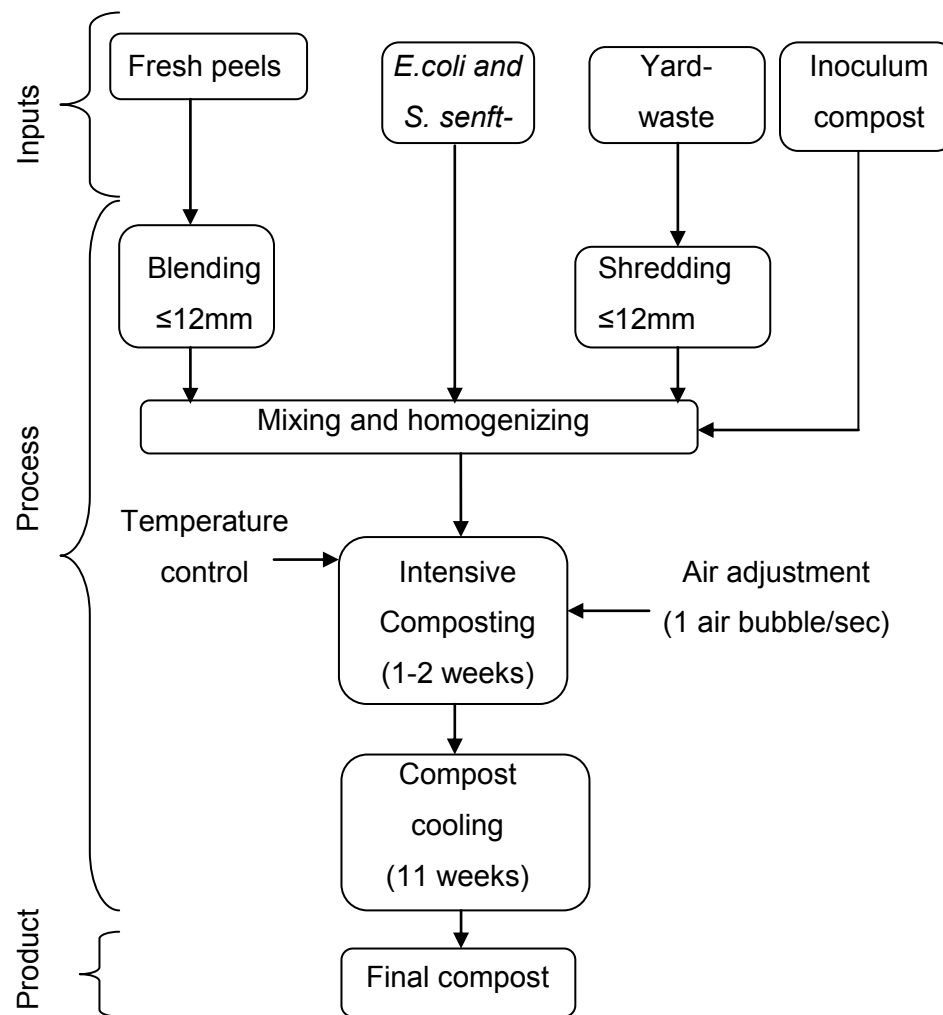 Inputs
Fresh peels
E.coli and
S. senft-
Yard-
waste
Inoculum
compost
Process
Blending
≤12mm
Shredding
≤12mm
Mixing and homogenizing
Temperature
control
Intensive
Composting
(1-2 weeks)
Air adjustment
(1 air bubble/sec)
Compost
cooling
(11 weeks)
Product
Final compost